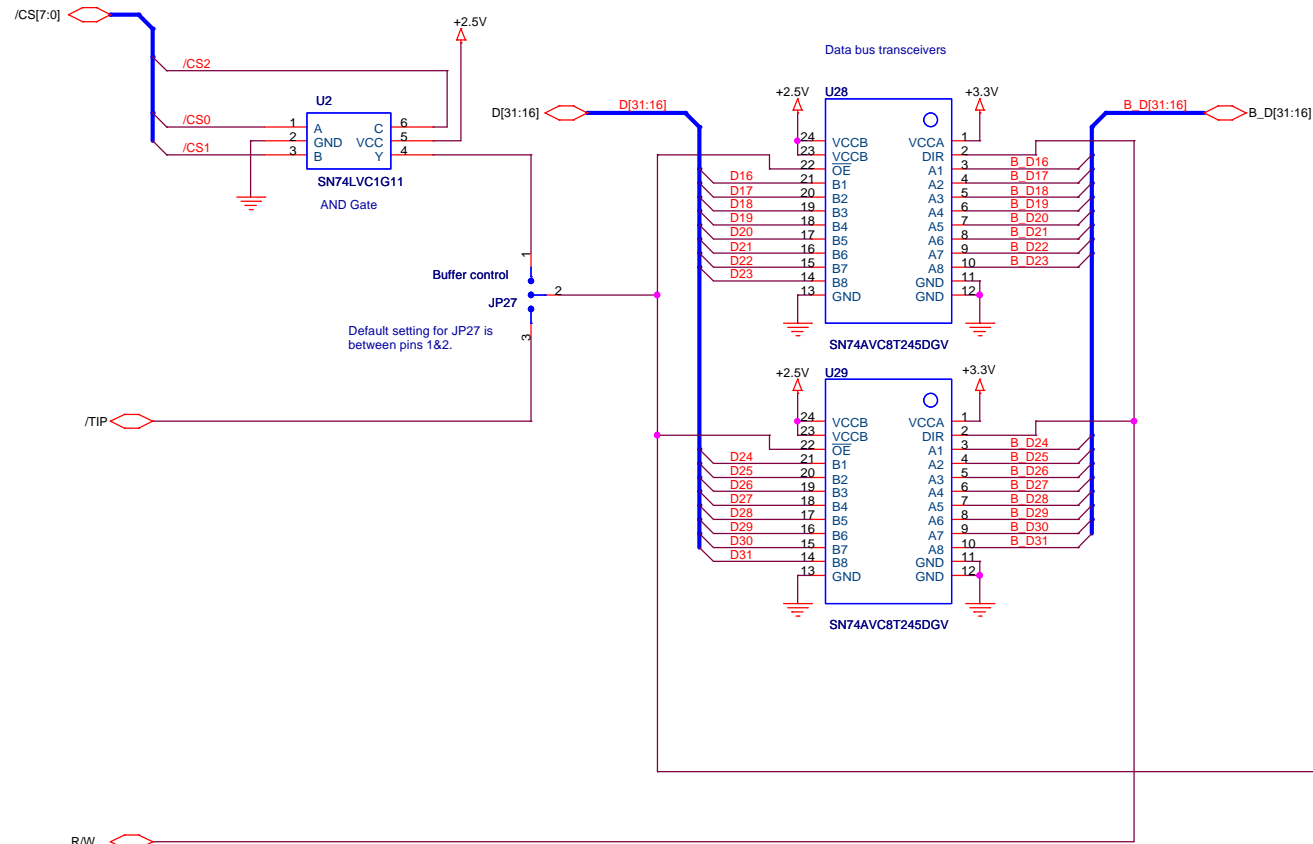 /CS[7:0]
+2.5V
/CS2
/CS0
/CS1
U2
1 A C 6
2 GND VCC 5
3 B Y 4
SN74LVC1G11
AND Gate
1
Buffer control
2
JP27
Default setting for JP27 is
between pins 1&2.
3
/TIP
R/W
Data bus transceivers
D[31:16] D[31:16]
B_D[31:16] B_D[31:16]
+2.5V U28 +3.3V
24 VCCB VCCA 1
23 VCCB DIR 2
22 OE A1 3 B_D16
D16 21 B1 A2 4 B_D17
D17 20 B2 A3 5 B_D18
D18 19 B3 A4 6 B_D19
D19 18 B4 A5 7 B_D20
D20 17 B5 A6 8 B_D21
D21 16 B6 A7 9 B_D22
D22 15 B7 A8 10 B_D23
D23 14 B8 GND 11
13 GND GND 12
SN74AVC8T245DGV
+2.5V U29 +3.3V
24 VCCB VCCA 1
23 VCCB DIR 2
22 OE A1 3 B_D24
D24 21 B1 A2 4 B_D25
D25 20 B2 A3 5 B_D26
D26 19 B3 A4 6 B_D27
D27 18 B4 A5 7 B_D28
D28 17 B5 A6 8 B_D29
D29 16 B6 A7 9 B_D30
D30 15 B7 A8 10 B_D31
D31 14 B8 GND 11
13 GND GND 12
SN74AVC8T245DGV